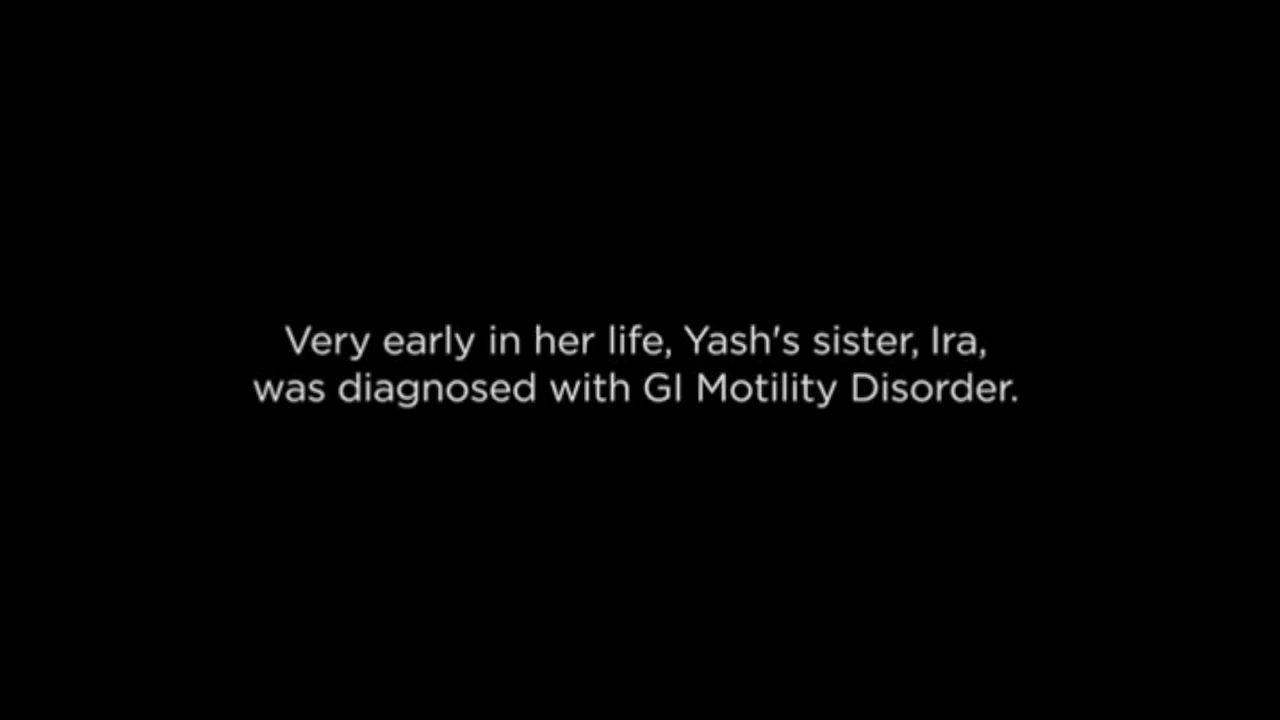 Very early in her life, Yash's sister, Ira,
was diagnosed with GI Motility Disorder.